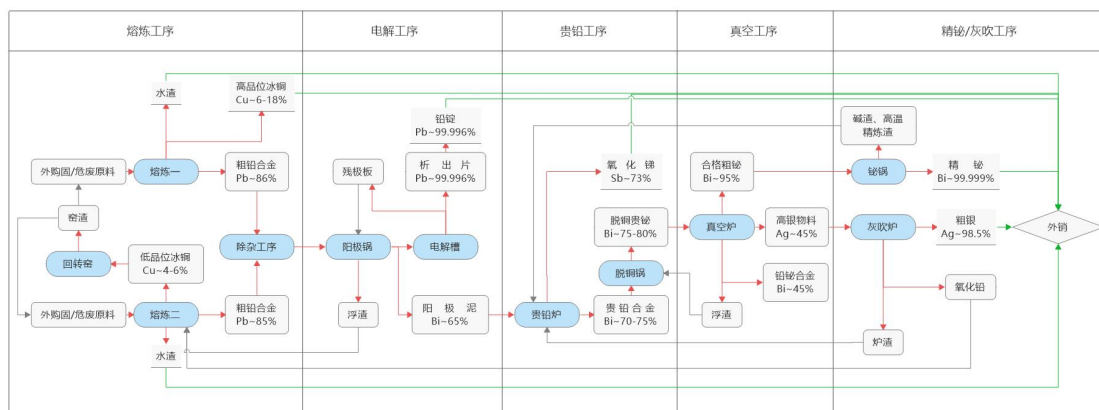 熔炼工序
电解工序
贵铅工序
真空工序
精铋/灰吹工序
水渣
高品位冰铜
Cu~6-18%
外购固/危废原料
熔炼一
粗铅合金
Pb~86%
窑渣
回转窑
低品位冰铜
Cu~4-6%
除杂工序
外购固/危废原料
熔炼二
粗铅合金
Pb~85%
水渣
铅锭
Pb~99.996%
残极板
析出片
Pb~99.996%
阳极锅
电解槽
浮渣
阳极泥
Bi~65%
氧化锑
Sb~73%
脱铜贵铋
Bi~75-80%
脱铜锅
贵铅炉
贵铅合金
Bi~70-75%
合格粗铋
Bi~95%
真空炉
高银物料
Ag~45%
铅铋合金
Bi~45%
浮渣
碱渣、高温
精炼渣
铋锅
精铋
Bi~99.999%
灰吹炉
粗银
Ag~98.5%
外销
氧化铅
炉渣